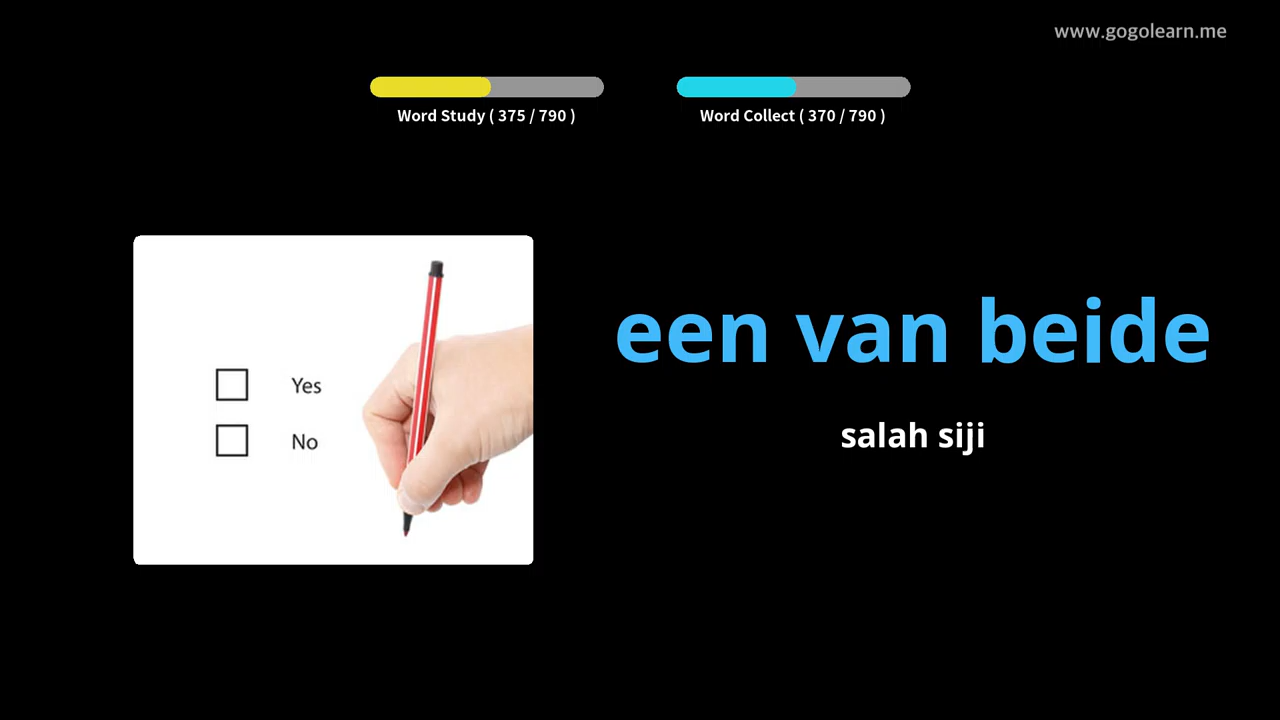 www.gogolearn.me
Word Study ( 375 / 790 )
Word Collect ( 370 / 790 )
Yes
No
een van beide
salah siji